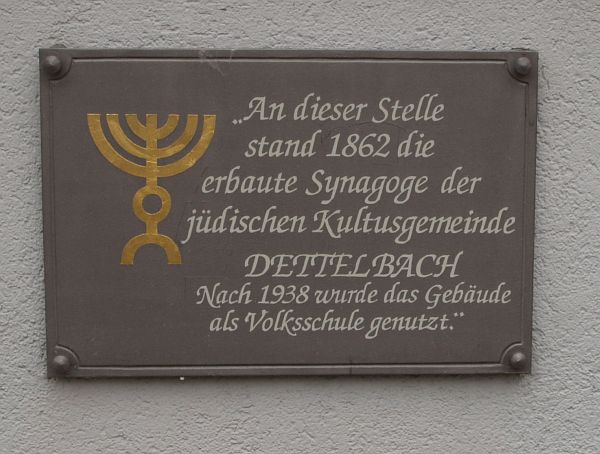 „An dieser Stelle
stand 1862 die
erbaute Synagoge der
jüdischen Kultusgemeinde
DETTELBACH
Nach 1938 wurde das Gebäude
als Volksschule genutzt.“